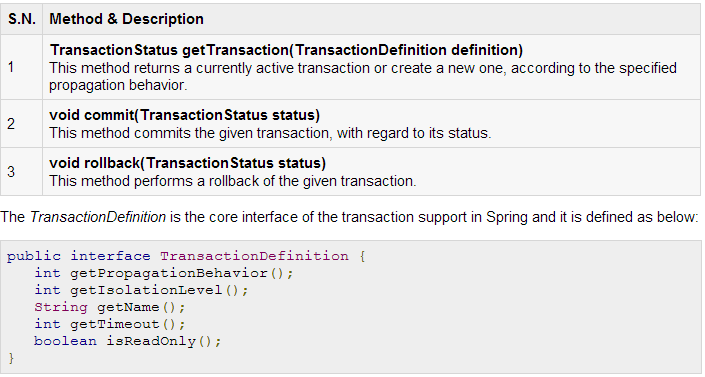 S.N. Method & Description
1 TransactionStatus getTransaction(TransactionDefinition definition)
This method returns a currently active transaction or create a new one, according to the specified
propagation behavior.
2 void commit(TransactionStatus status)
This method commits the given transaction, with regard to its status.
3 void rollback(TransactionStatus status)
This method performs a rollback of the given transaction.
The TransactionDefinition is the core interface of the transaction support in Spring and it is defined as below:
public interface TransactionDefinition {
   int getPropagationBehavior();
   int getIsolationLevel();
   String getName();
   int getTimeout();
   boolean isReadOnly();
}